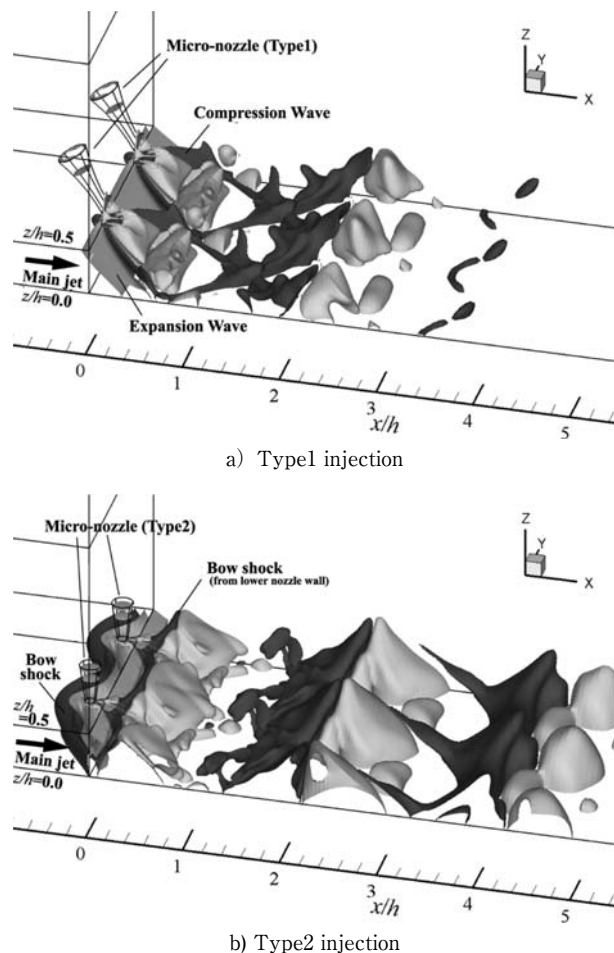 Micro-nozzle (Type1)
Z
Y
X
Compression Wave
z/h=0.5
Main jet
z/h=0.0
Expansion Wave
0
1
2
3
4
5
x/h
a) Type1 injection
Micro-nozzle (Type2)
Z
Y
X
Bow shock
(from lower nozzle wall)
Bow
shock
z/h
=0.5
Main jet
z/h=0.0
0
1
2
3
4
5
x/h
b) Type2 injection